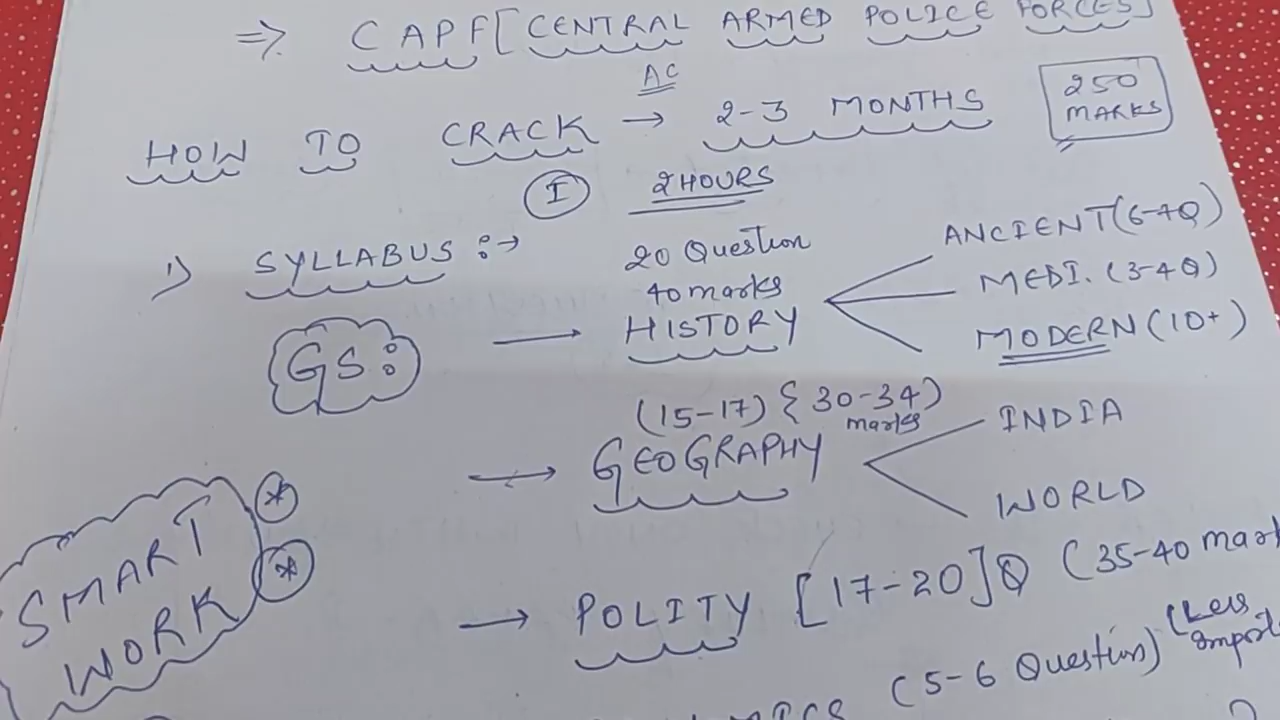 ⇒ CAPF [CENTRAL ARMED POLICE FORCES]
AC
HOW TO CRACK → 2-3 MONTHS
250 MARKS
I 2 HOURS
1) SYLLABUS :→
20 Question
40 marks
GS: → HISTORY
ANCIENT (6-7Q)
MEDI. (3-4Q)
MODERN (10+)
(15-17) { 30-34)
marks
→ GEOGRAPHY
INDIA
WORLD
SMART
WORK
→ POLITY [17-20]Q (35-40 mar
(5-6 Question) (Less